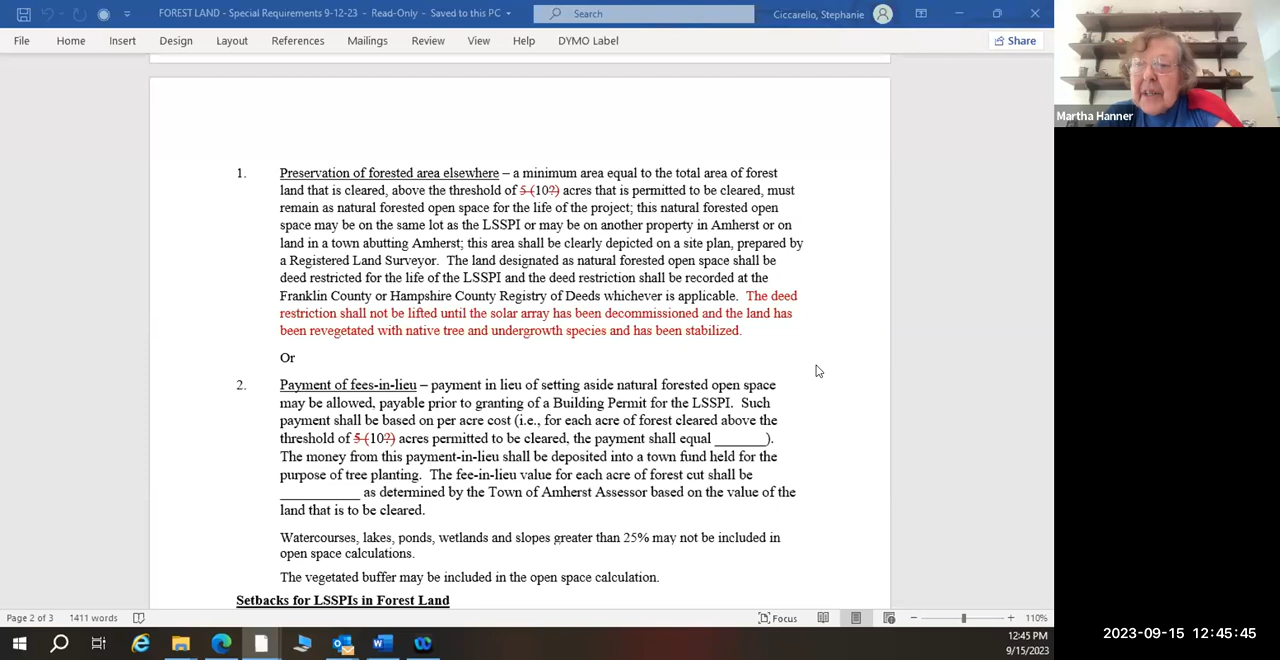 FOREST LAND - Special Requirements 9-12-23 - Read-Only - Saved to this PC
Search
Ciccarello, Stephanie
File Home Insert Design Layout References Mailings Review View Help DYMO Label Share
1. Preservation of forested area elsewhere – a minimum area equal to the total area of forest
land that is cleared, above the threshold of 5 (10?) acres that is permitted to be cleared, must
remain as natural forested open space for the life of the project; this natural forested open
space may be on the same lot as the LSSPI or may be on another property in Amherst or on
land in a town abutting Amherst; this area shall be clearly depicted on a site plan, prepared by
a Registered Land Surveyor. The land designated as natural forested open space shall be
deed restricted for the life of the LSSPI and the deed restriction shall be recorded at the
Franklin County or Hampshire County Registry of Deeds whichever is applicable. The deed
restriction shall not be lifted until the solar array has been decommissioned and the land has
been revegetated with native tree and undergrowth species and has been stabilized.
Or
2. Payment of fees-in-lieu – payment in lieu of setting aside natural forested open space
may be allowed, payable prior to granting of a Building Permit for the LSSPI. Such
payment shall be based on per acre cost (i.e., for each acre of forest cleared above the
threshold of 5 (10?) acres permitted to be cleared, the payment shall equal _______).
The money from this payment-in-lieu shall be deposited into a town fund held for the
purpose of tree planting. The fee-in-lieu value for each acre of forest cut shall be
___________ as determined by the Town of Amherst Assessor based on the value of the
land that is to be cleared.
Watercourses, lakes, ponds, wetlands and slopes greater than 25% may not be included in
open space calculations.
The vegetated buffer may be included in the open space calculation.
Setbacks for LSSPIs in Forest Land
Page 2 of 3 1411 words Focus 110%
12:45 PM
9/15/2023
Martha Hanner
2023-09-15 12:45:45